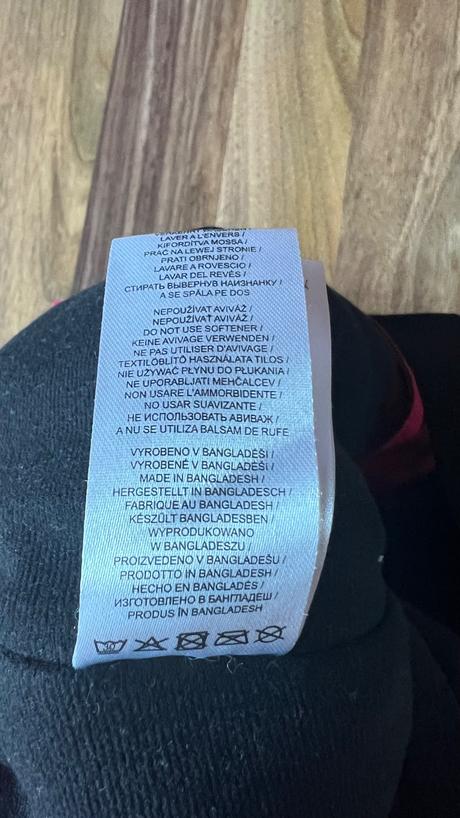 LAVER A L'ENVERS /
KIFORDÍTVA MOSSA /
PRAĆ NA LEWEJ STRONIE /
PRATI OBRNJENO /
LAVARE A ROVESCIO /
LAVAR DEL REVÉS /
СТИРАТЬ ВЫВЕРНУВ НАИЗНАНКУ /
A SE SPĂLA PE DOS
NEPOUŽÍVAT AVIVÁŽ /
NEPOUŽÍVAŤ AVIVÁŽ /
DO NOT USE SOFTENER /
KEINE AVIVAGE VERWENDEN /
NE PAS UTILISER D'AVIVAGE /
TEXTILÖBLÍTŐ HASZNÁLATA TILOS /
NIE UŻYWAĆ PŁYNU DO PŁUKANIA /
NE UPORABLJATI MEHČALCEV /
NON USARE L'AMMORBIDENTE /
NO USAR SUAVIZANTE /
НЕ ИСПОЛЬЗОВАТЬ АВИВАЖ /
A NU SE UTILIZA BALSAM DE RUFE
VYROBENO V BANGLADÉŠI /
VYROBENÉ V BANGLADÉŠI /
MADE IN BANGLADESH /
HERGESTELLT IN BANGLADESCH /
FABRIQUE AU BANGLADESH /
KÉSZÜLT BANGLADESBEN /
WYPRODUKOWANO
W BANGLADESZU /
PROIZVEDENO V BANGLADEŠU /
PRODOTTO IN BANGLADESH /
HECHO EN BANGLADÉS /
ИЗГОТОВЛЕНО В БАНГЛАДЕШ /
PRODUS ÎN BANGLADESH